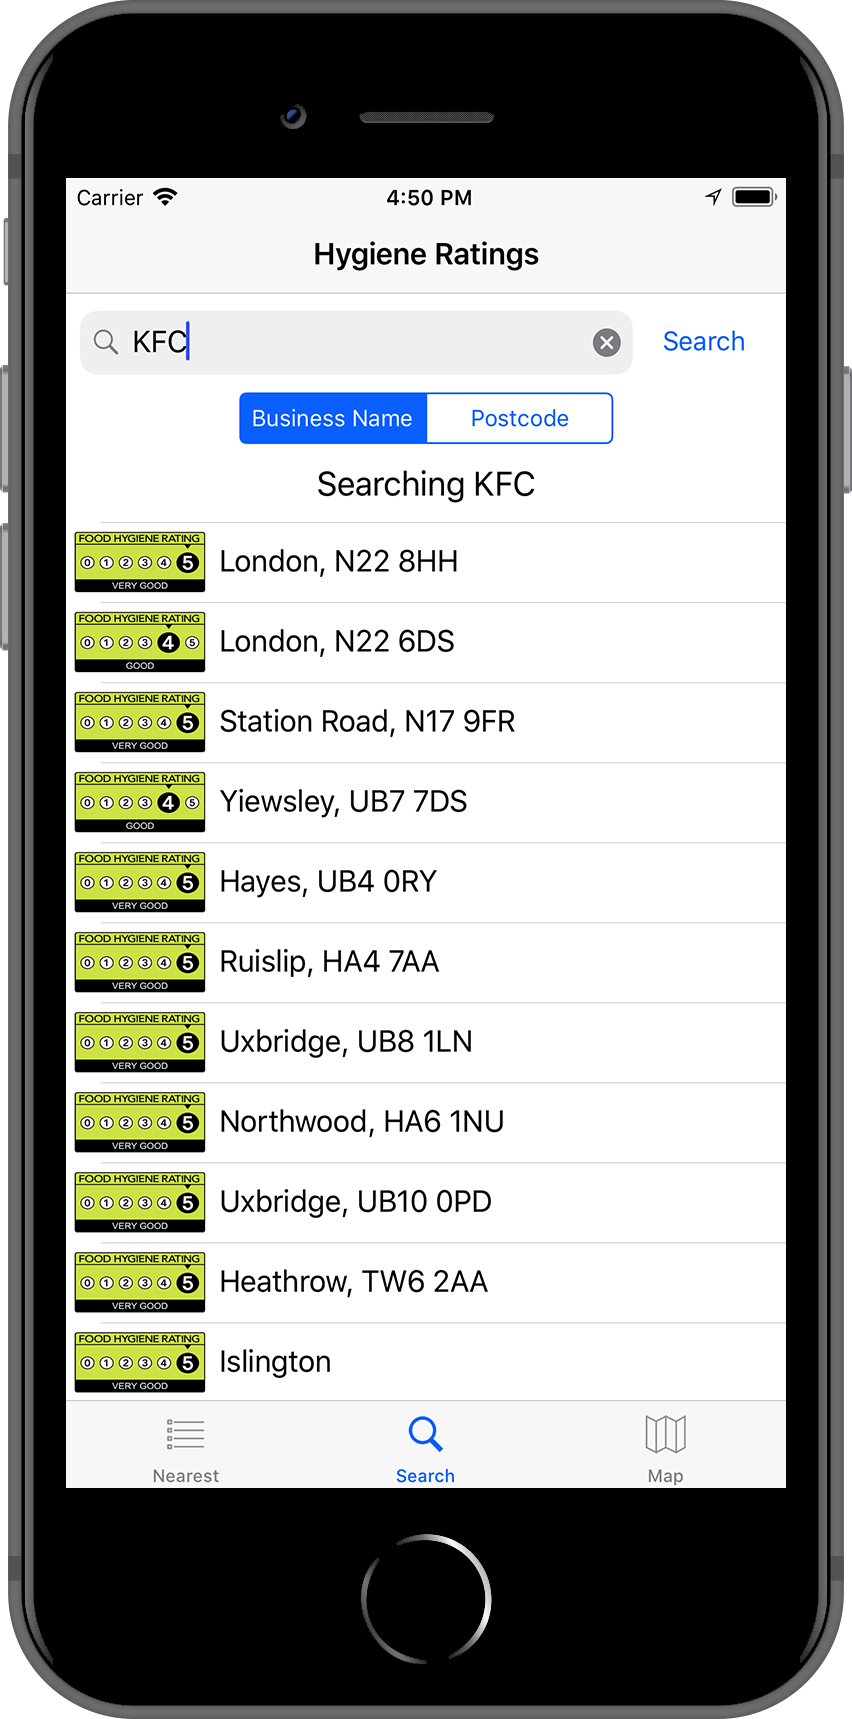 Carrier 4:50 PM
Hygiene Ratings
KFC Search
Business Name Postcode
Searching KFC
FOOD HYGIENE RATING
0 1 2 3 4 5
VERY GOOD
London, N22 8HH
FOOD HYGIENE RATING
0 1 2 3 4 5
GOOD
London, N22 6DS
FOOD HYGIENE RATING
0 1 2 3 4 5
VERY GOOD
Station Road, N17 9FR
FOOD HYGIENE RATING
0 1 2 3 4 5
GOOD
Yiewsley, UB7 7DS
FOOD HYGIENE RATING
0 1 2 3 4 5
VERY GOOD
Hayes, UB4 0RY
FOOD HYGIENE RATING
0 1 2 3 4 5
VERY GOOD
Ruislip, HA4 7AA
FOOD HYGIENE RATING
0 1 2 3 4 5
VERY GOOD
Uxbridge, UB8 1LN
FOOD HYGIENE RATING
0 1 2 3 4 5
VERY GOOD
Northwood, HA6 1NU
FOOD HYGIENE RATING
0 1 2 3 4 5
VERY GOOD
Uxbridge, UB10 0PD
FOOD HYGIENE RATING
0 1 2 3 4 5
VERY GOOD
Heathrow, TW6 2AA
FOOD HYGIENE RATING
0 1 2 3 4 5
VERY GOOD
Islington
Nearest Search Map